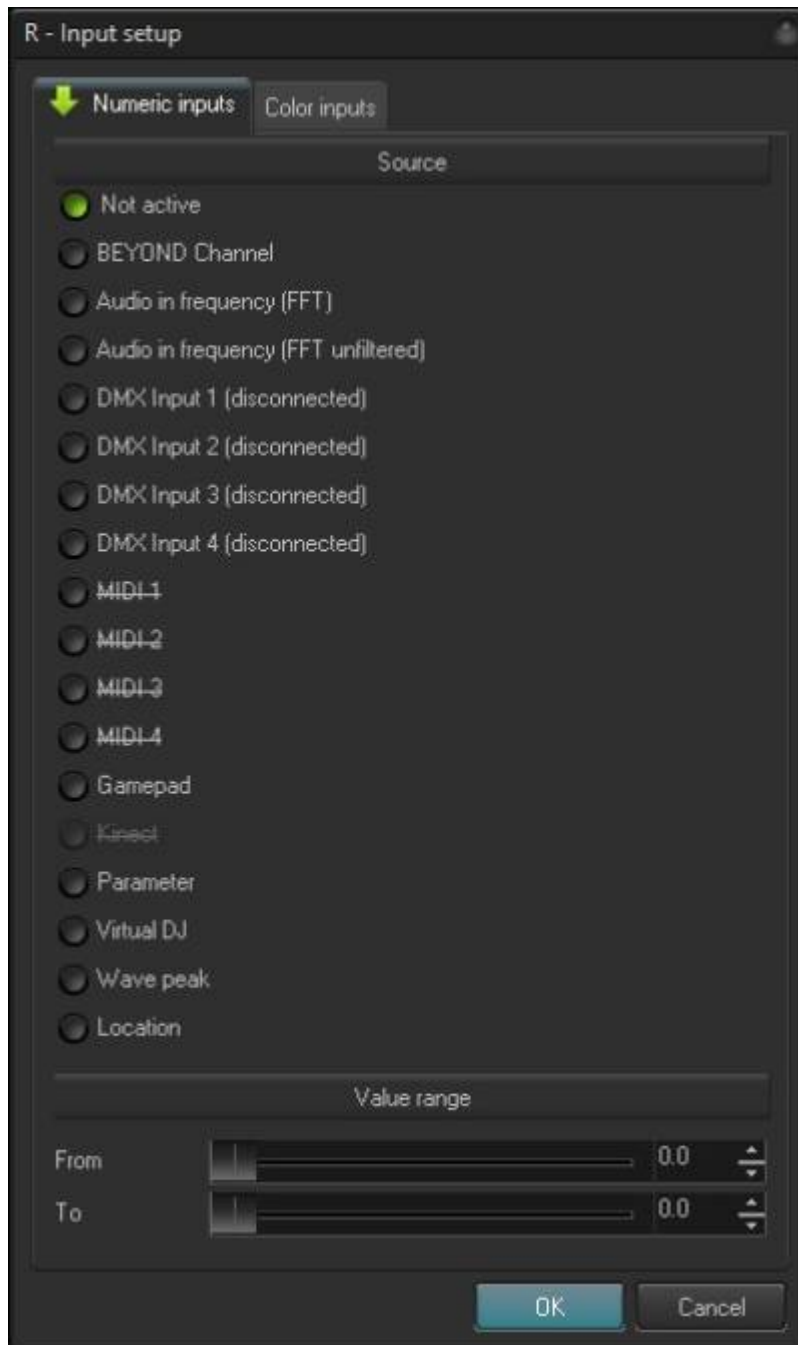 R - Input setup
Numeric inputs Color inputs
Source
Not active
BEYOND Channel
Audio in frequency (FFT)
Audio in frequency (FFT unfiltered)
DMX Input 1 (disconnected)
DMX Input 2 (disconnected)
DMX Input 3 (disconnected)
DMX Input 4 (disconnected)
MIDI 1
MIDI 2
MIDI 3
MIDI 4
Gamepad
Kinect
Parameter
Virtual DJ
Wave peak
Location
Value range
From 0.0
To 0.0
OK Cancel